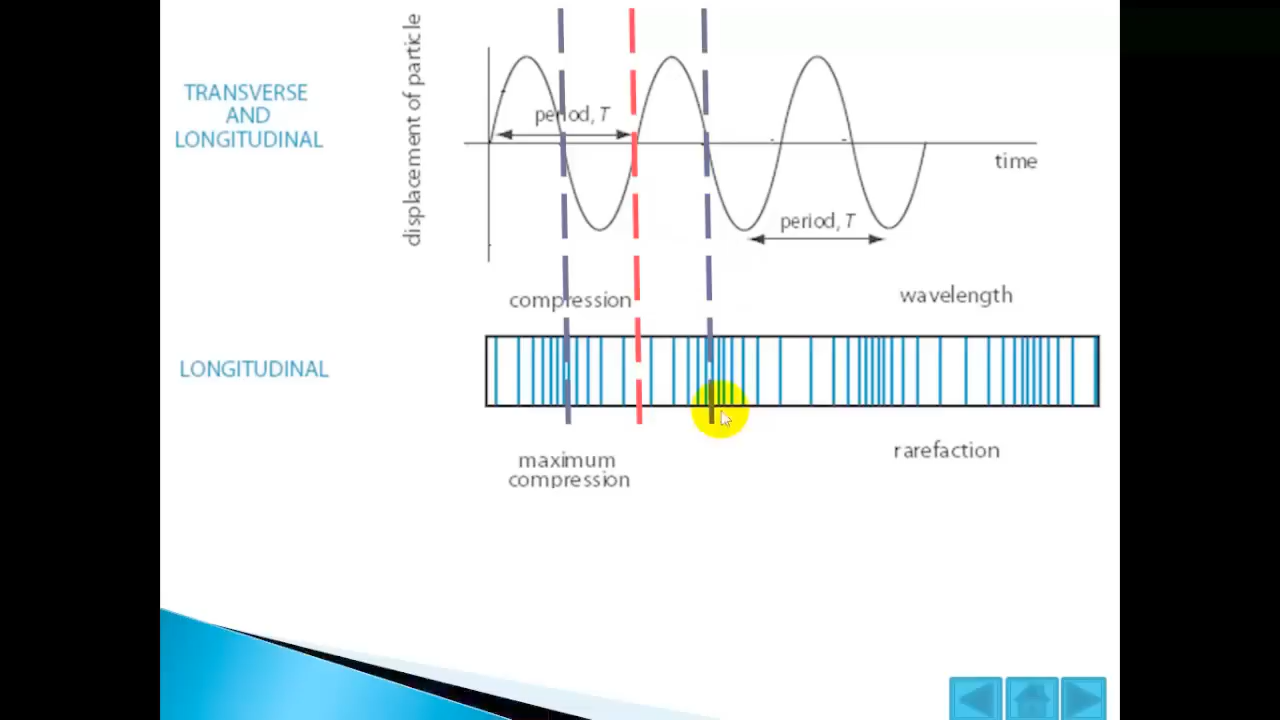 displacement of particle
TRANSVERSE
AND
LONGITUDINAL
period, T
time
period, T
compression
wavelength
LONGITUDINAL
maximum
compression
rarefaction